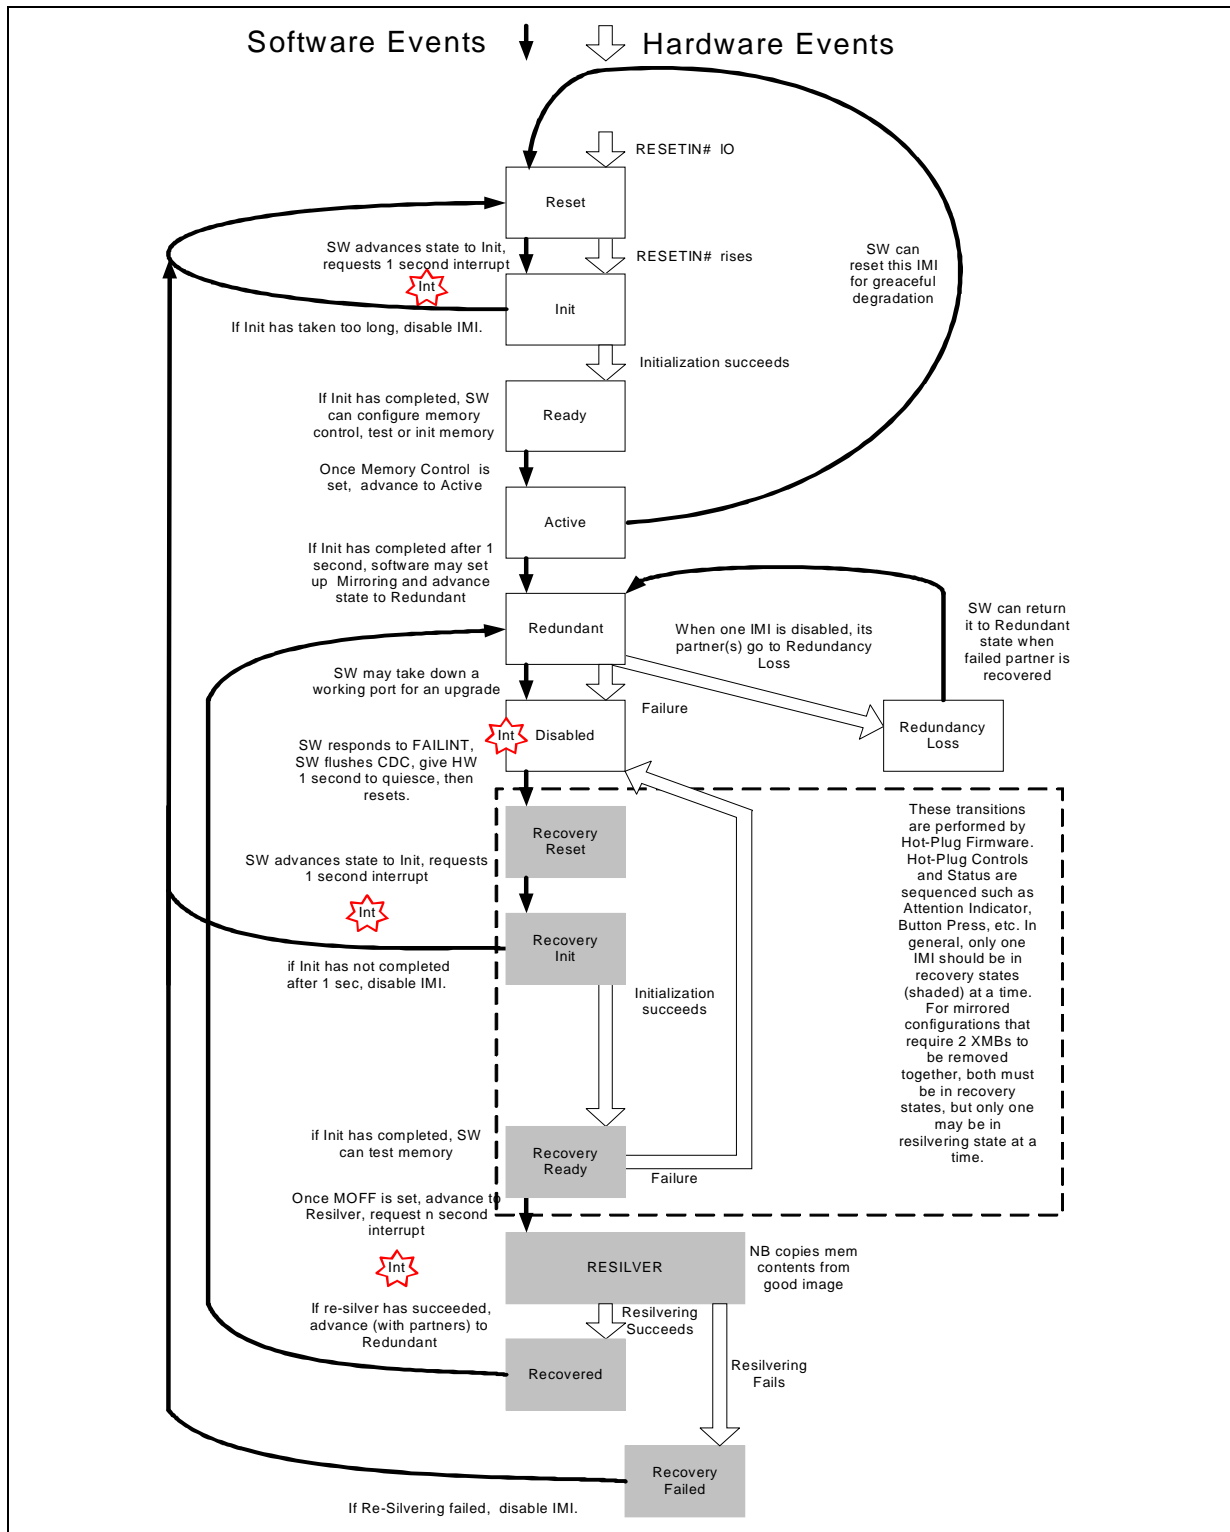 Software Events
Hardware Events
RESETIN# IO
Reset
SW advances state to Init,
requests 1 second interrupt
Int
RESETIN# rises
SW can
reset this IMI
for greaceful
degradation
Init
If Init has taken too long, disable IMI.
Initialization succeeds
If Init has completed, SW
can configure memory
control, test or init memory
Ready
Once Memory Control is
set, advance to Active
Active
If Init has completed after 1
second, software may set
up Mirroring and advance
state to Redundant
Redundant
When one IMI is disabled, its
partner(s) go to Redundancy
Loss
SW can return
it to Redundant
state when
failed partner is
recovered
SW may take down a
working port for an upgrade
Failure
Int
Disabled
Redundancy
Loss
SW responds to FAILINT,
SW flushes CDC, give HW
1 second to quiesce, then
resets.
Recovery
Reset
These transitions
are performed by
Hot-Plug Firmware.
Hot-Plug Controls
and Status are
sequenced such as
Attention Indicator,
Button Press, etc. In
general, only one
IMI should be in
recovery states
(shaded) at a time.
For mirrored
configurations that
require 2 XMBs to
be removed
together, both must
be in recovery
states, but only one
may be in
resilvering state at a
time.
SW advances state to Init, requests
1 second interrupt
Int
Recovery
Init
if Init has not completed
after 1 sec, disable IMI.
Initialization
succeeds
if Init has completed, SW
can test memory
Recovery
Ready
Failure
Once MOFF is set, advance to
Resilver, request n second
interrupt
Int
RESILVER
NB copies mem
contents from
good image
If re-silver has succeeded,
advance (with partners) to
Redundant
Resilvering
Succeeds
Recovered
Resilvering
Fails
Recovery
Failed
If Re-Silvering failed, disable IMI.